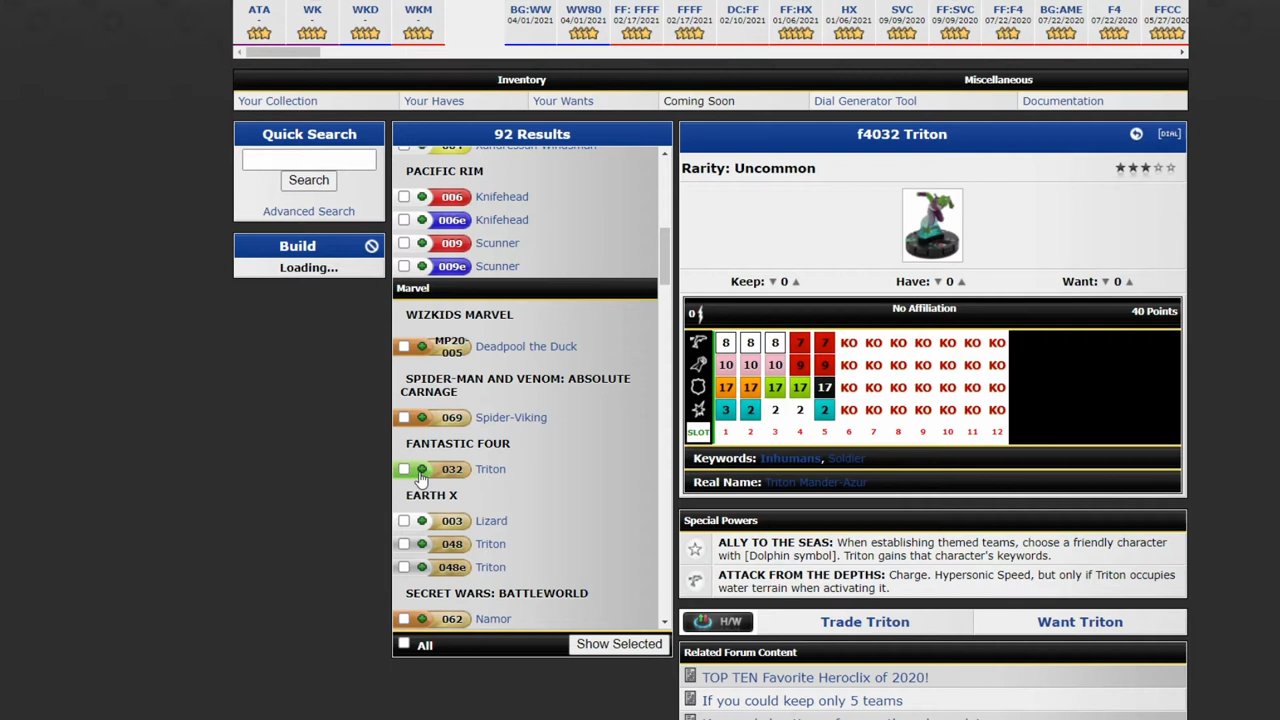 ATA WK WKD WKM BG:WW WW80 FF: FFFF FFFF DC:FF FF:HX HX SVC FF:SVC FF:F4 BG:AME F4 FFCC
- - - - 04/01/2021 04/01/2021 02/17/2021 02/17/2021 02/10/2021 01/06/2021 01/06/2021 09/09/2020 09/09/2020 07/22/2020 07/22/2020 07/22/2020 05/27/2020
Inventory Miscellaneous
Your Collection Your Haves Your Wants Coming Soon Dial Generator Tool Documentation
Quick Search
Search
Advanced Search
Build
Loading...
92 Results
PACIFIC RIM
006 Knifehead
006e Knifehead
009 Scunner
009e Scunner
Marvel
WIZKIDS MARVEL
MP20-
005 Deadpool the Duck
SPIDER-MAN AND VENOM: ABSOLUTE
CARNAGE
069 Spider-Viking
FANTASTIC FOUR
032 Triton
EARTH X
003 Lizard
048 Triton
048e Triton
SECRET WARS: BATTLEWORLD
062 Namor
All Show Selected
f4032 Triton [DIAL]
Rarity: Uncommon
Keep: 0 Have: 0 Want: 0
0 No Affiliation 40 Points
8 8 8 7 7 KO KO KO KO KO KO KO
10 10 10 9 9 KO KO KO KO KO KO KO
17 17 17 17 17 KO KO KO KO KO KO KO
3 2 2 2 2 KO KO KO KO KO KO KO
SLOT 1 2 3 4 5 6 7 8 9 10 11 12
Keywords: Inhumans, Soldier
Real Name: Triton Mander-Azur
Special Powers
ALLY TO THE SEAS: When establishing themed teams, choose a friendly character
with [Dolphin symbol]. Triton gains that character's keywords.
ATTACK FROM THE DEPTHS: Charge. Hypersonic Speed, but only if Triton occupies
water terrain when activating it.
H/W Trade Triton Want Triton
Related Forum Content
TOP TEN Favorite Heroclix of 2020!
If you could keep only 5 teams